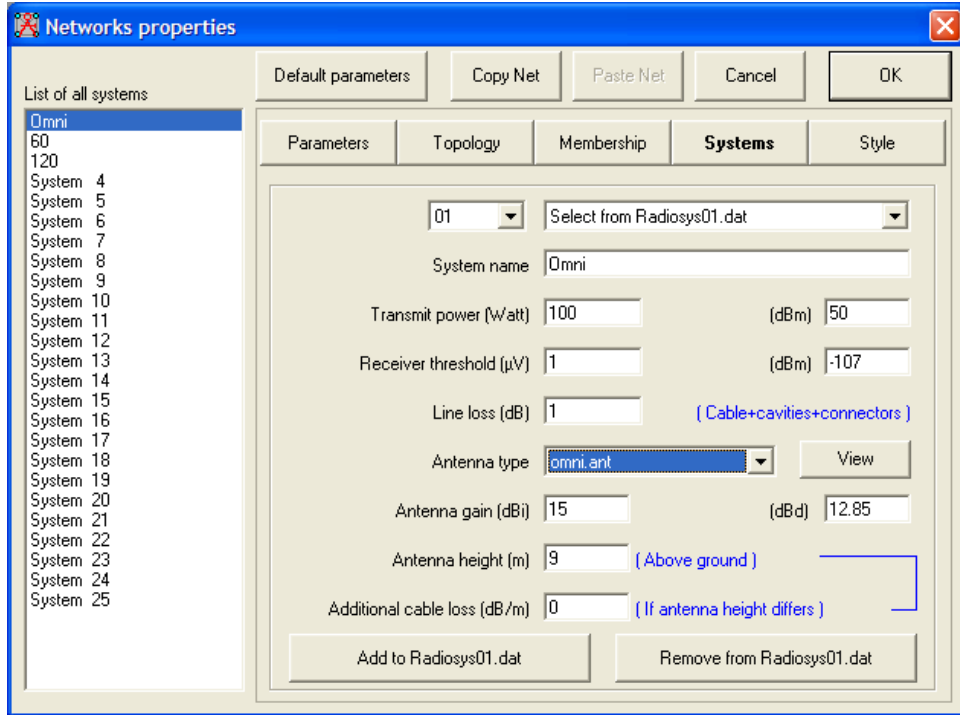 Networks properties
Default parameters Copy Net Paste Net Cancel OK
List of all systems
Omni
60
120
System 4
System 5
System 6
System 7
System 8
System 9
System 10
System 11
System 12
System 13
System 14
System 15
System 16
System 17
System 18
System 19
System 20
System 21
System 22
System 23
System 24
System 25
Parameters Topology Membership Systems Style
01 Select from Radiosys01.dat
System name Omni
Transmit power (Watt) 100 (dBm) 50
Receiver threshold (µV) 1 (dBm) -107
Line loss (dB) 1 ( Cable+cavities+connectors )
Antenna type omni.ant View
Antenna gain (dBi) 15 (dBd) 12.85
Antenna height (m) 9 ( Above ground )
Additional cable loss (dB/m) 0 ( If antenna height differs )
Add to Radiosys01.dat Remove from Radiosys01.dat